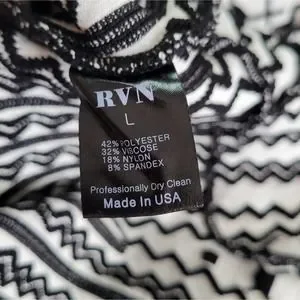 RVN
L
42% POLYESTER
32% VISCOSE
18% NYLON
8% SPANDEX
Professionally Dry Clean
Made In USA